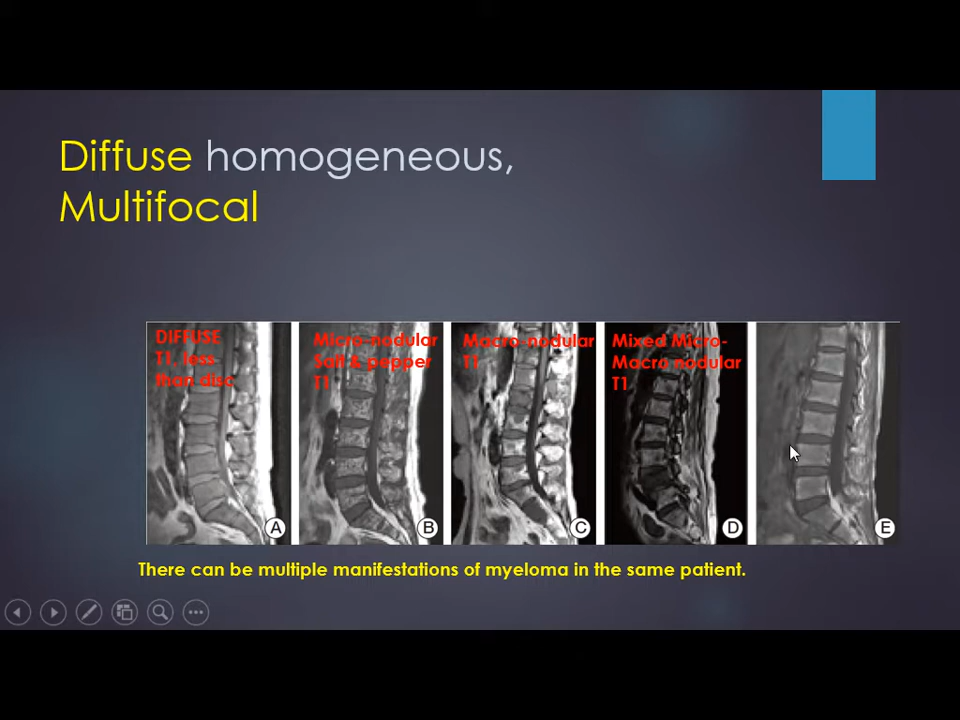 Diffuse homogeneous,
Multifocal
DIFFUSE
T1, less
than disc
Micro-nodular
Salt & pepper
T1
Macro-nodular
T1
Mixed Micro-
Macro nodular
T1
A
B
C
D
E
There can be multiple manifestations of myeloma in the same patient.